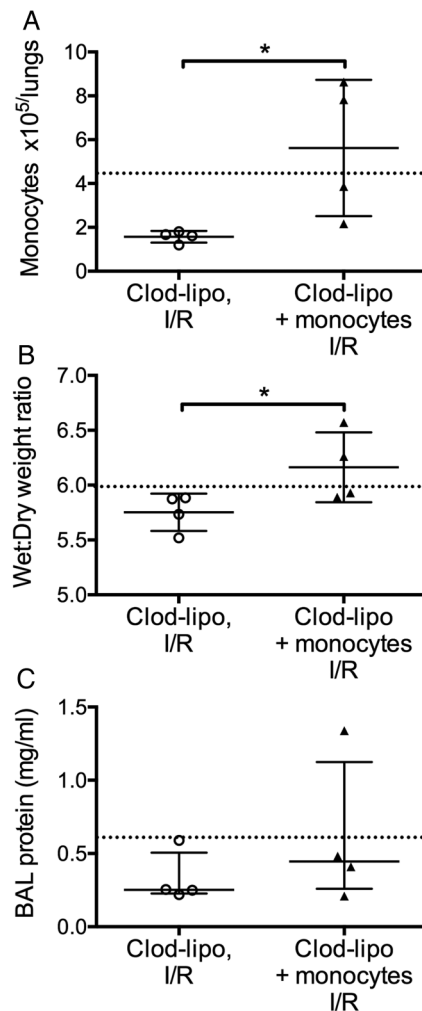 A
Monocytes x10⁵/lungs
10
8
6
4
2
0
*
Clod-lipo,
I/R
Clod-lipo
+ monocytes
I/R
B
Wet:Dry weight ratio
7.0
6.5
6.0
5.5
5.0
*
Clod-lipo,
I/R
Clod-lipo
+ monocytes
I/R
C
BAL protein (mg/ml)
1.5
1.0
0.5
0.0
Clod-lipo,
I/R
Clod-lipo
+ monocytes
I/R